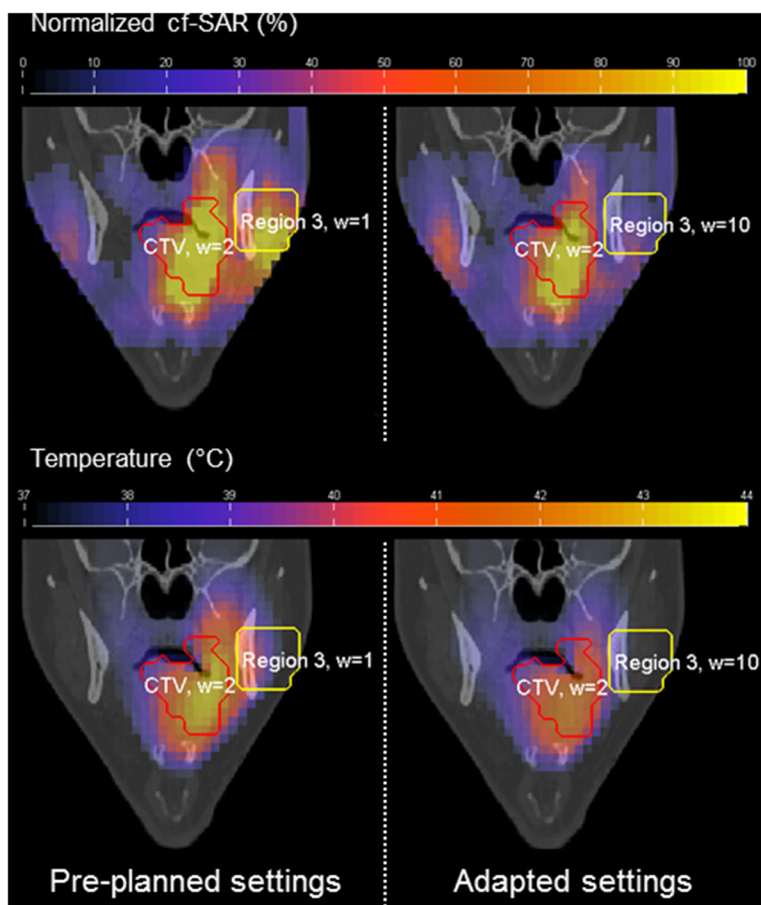 Normalized cf-SAR (%)
0 10 20 30 40 50 60 70 80 90 100
Region 3, w=1
CTV, w=2
Region 3, w=10
CTV, w=2
Temperature (°C)
37 38 39 40 41 42 43 44
Region 3, w=1
CTV, w=2
Region 3, w=10
CTV, w=2
Pre-planned settings
Adapted settings